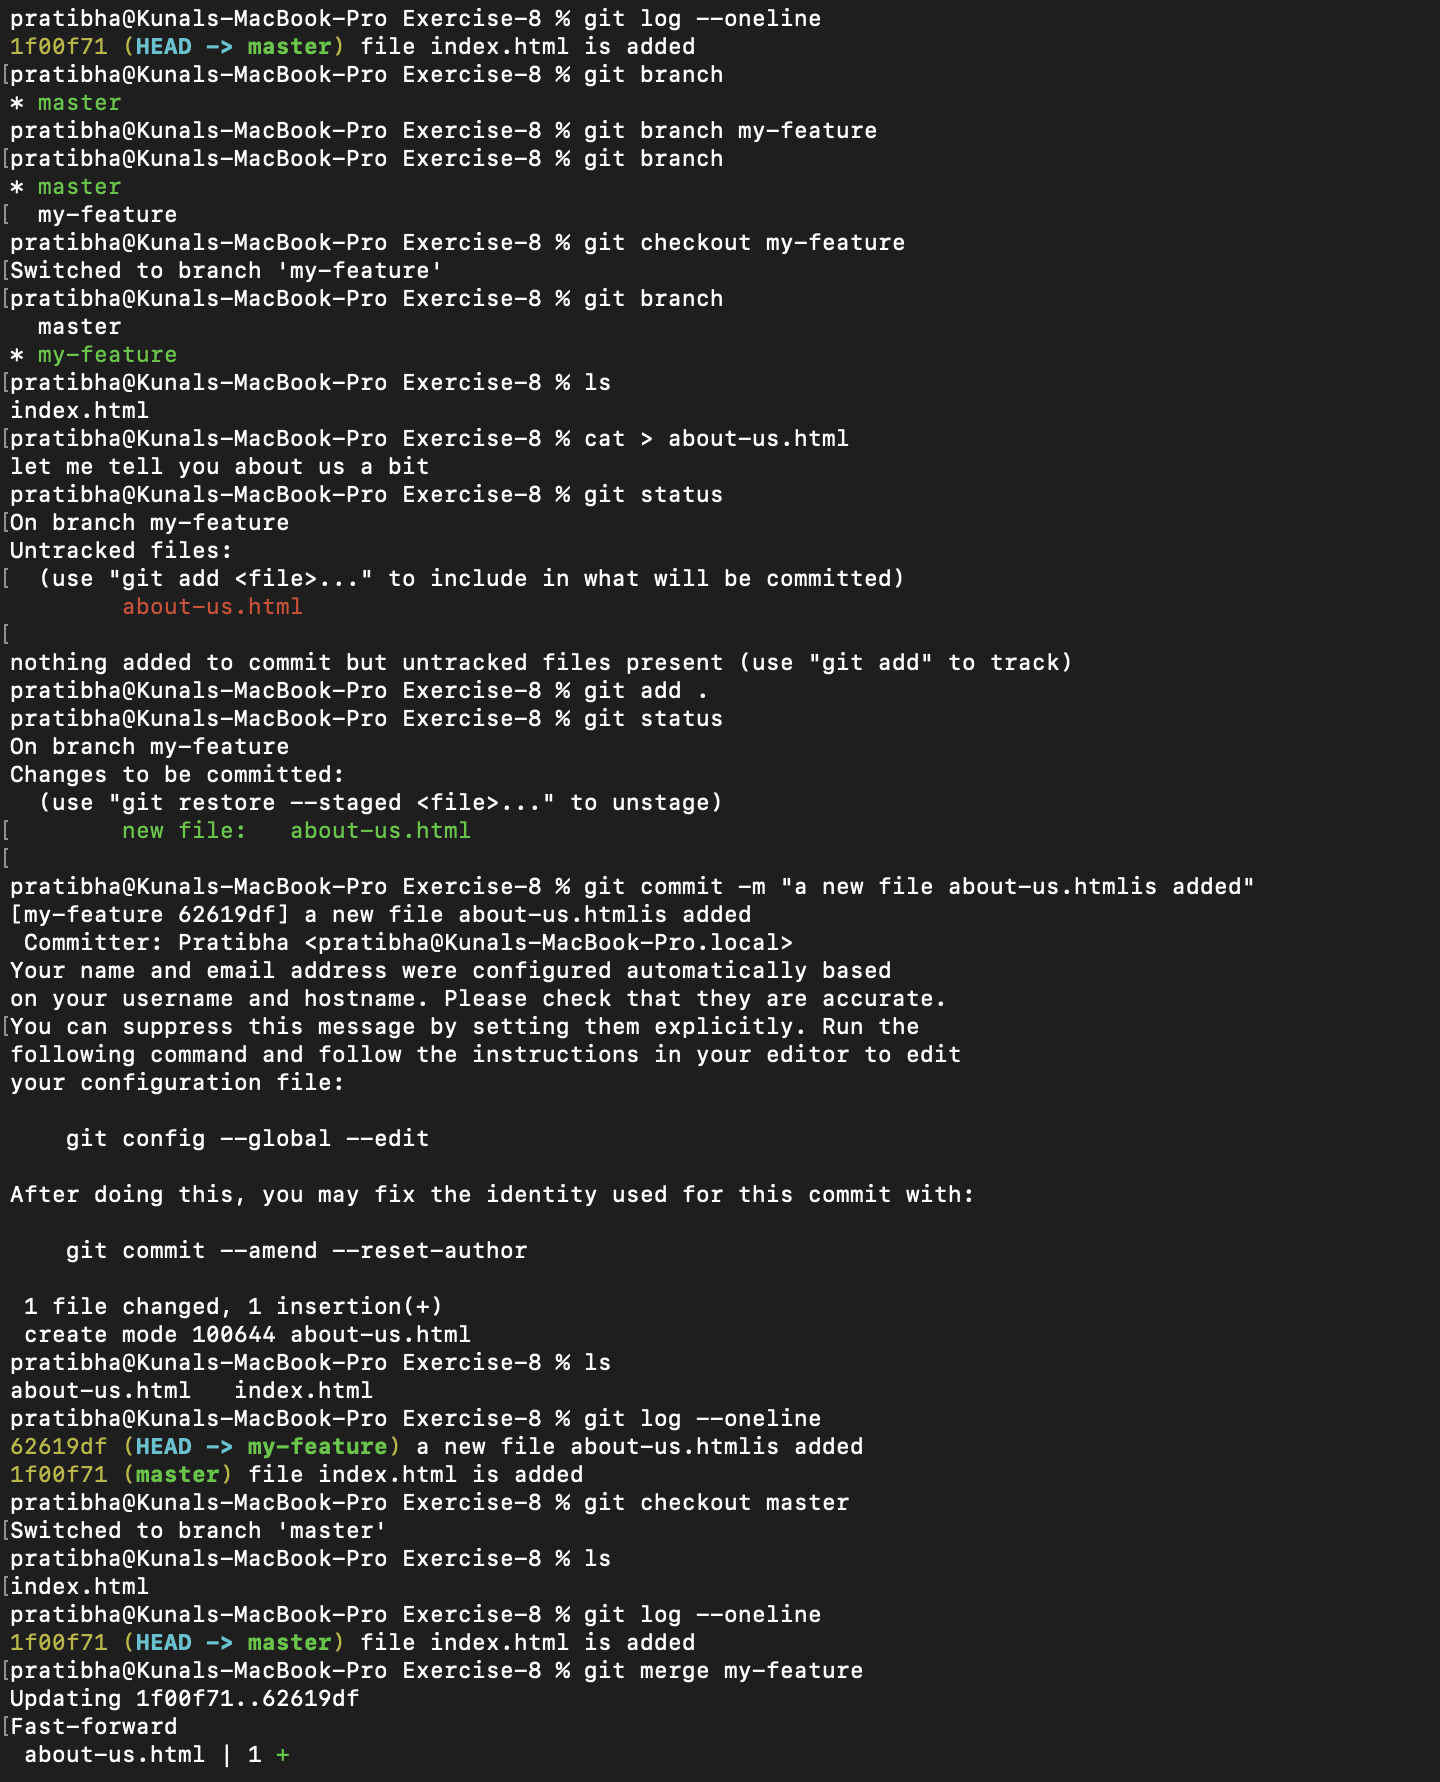 pratibha@Kunals-MacBook-Pro Exercise-8 % git log --oneline
1f00f71 (HEAD -> master) file index.html is added
[pratibha@Kunals-MacBook-Pro Exercise-8 % git branch
* master
pratibha@Kunals-MacBook-Pro Exercise-8 % git branch my-feature
[pratibha@Kunals-MacBook-Pro Exercise-8 % git branch
* master
[  my-feature
pratibha@Kunals-MacBook-Pro Exercise-8 % git checkout my-feature
[Switched to branch 'my-feature'
[pratibha@Kunals-MacBook-Pro Exercise-8 % git branch
  master
* my-feature
[pratibha@Kunals-MacBook-Pro Exercise-8 % ls
index.html
[pratibha@Kunals-MacBook-Pro Exercise-8 % cat > about-us.html
let me tell you about us a bit
pratibha@Kunals-MacBook-Pro Exercise-8 % git status
[On branch my-feature
Untracked files:
[  (use "git add <file>..." to include in what will be committed)
        about-us.html
[
nothing added to commit but untracked files present (use "git add" to track)
pratibha@Kunals-MacBook-Pro Exercise-8 % git add .
pratibha@Kunals-MacBook-Pro Exercise-8 % git status
On branch my-feature
Changes to be committed:
  (use "git restore --staged <file>..." to unstage)
[        new file:   about-us.html
[
pratibha@Kunals-MacBook-Pro Exercise-8 % git commit -m "a new file about-us.htmlis added"
[my-feature 62619df] a new file about-us.htmlis added
 Committer: Pratibha <pratibha@Kunals-MacBook-Pro.local>
Your name and email address were configured automatically based
on your username and hostname. Please check that they are accurate.
[You can suppress this message by setting them explicitly. Run the
following command and follow the instructions in your editor to edit
your configuration file:

    git config --global --edit

After doing this, you may fix the identity used for this commit with:

    git commit --amend --reset-author

 1 file changed, 1 insertion(+)
 create mode 100644 about-us.html
pratibha@Kunals-MacBook-Pro Exercise-8 % ls
about-us.html   index.html
pratibha@Kunals-MacBook-Pro Exercise-8 % git log --oneline
62619df (HEAD -> my-feature) a new file about-us.htmlis added
1f00f71 (master) file index.html is added
pratibha@Kunals-MacBook-Pro Exercise-8 % git checkout master
[Switched to branch 'master'
pratibha@Kunals-MacBook-Pro Exercise-8 % ls
[index.html
pratibha@Kunals-MacBook-Pro Exercise-8 % git log --oneline
1f00f71 (HEAD -> master) file index.html is added
[pratibha@Kunals-MacBook-Pro Exercise-8 % git merge my-feature
Updating 1f00f71..62619df
[Fast-forward
 about-us.html | 1 +